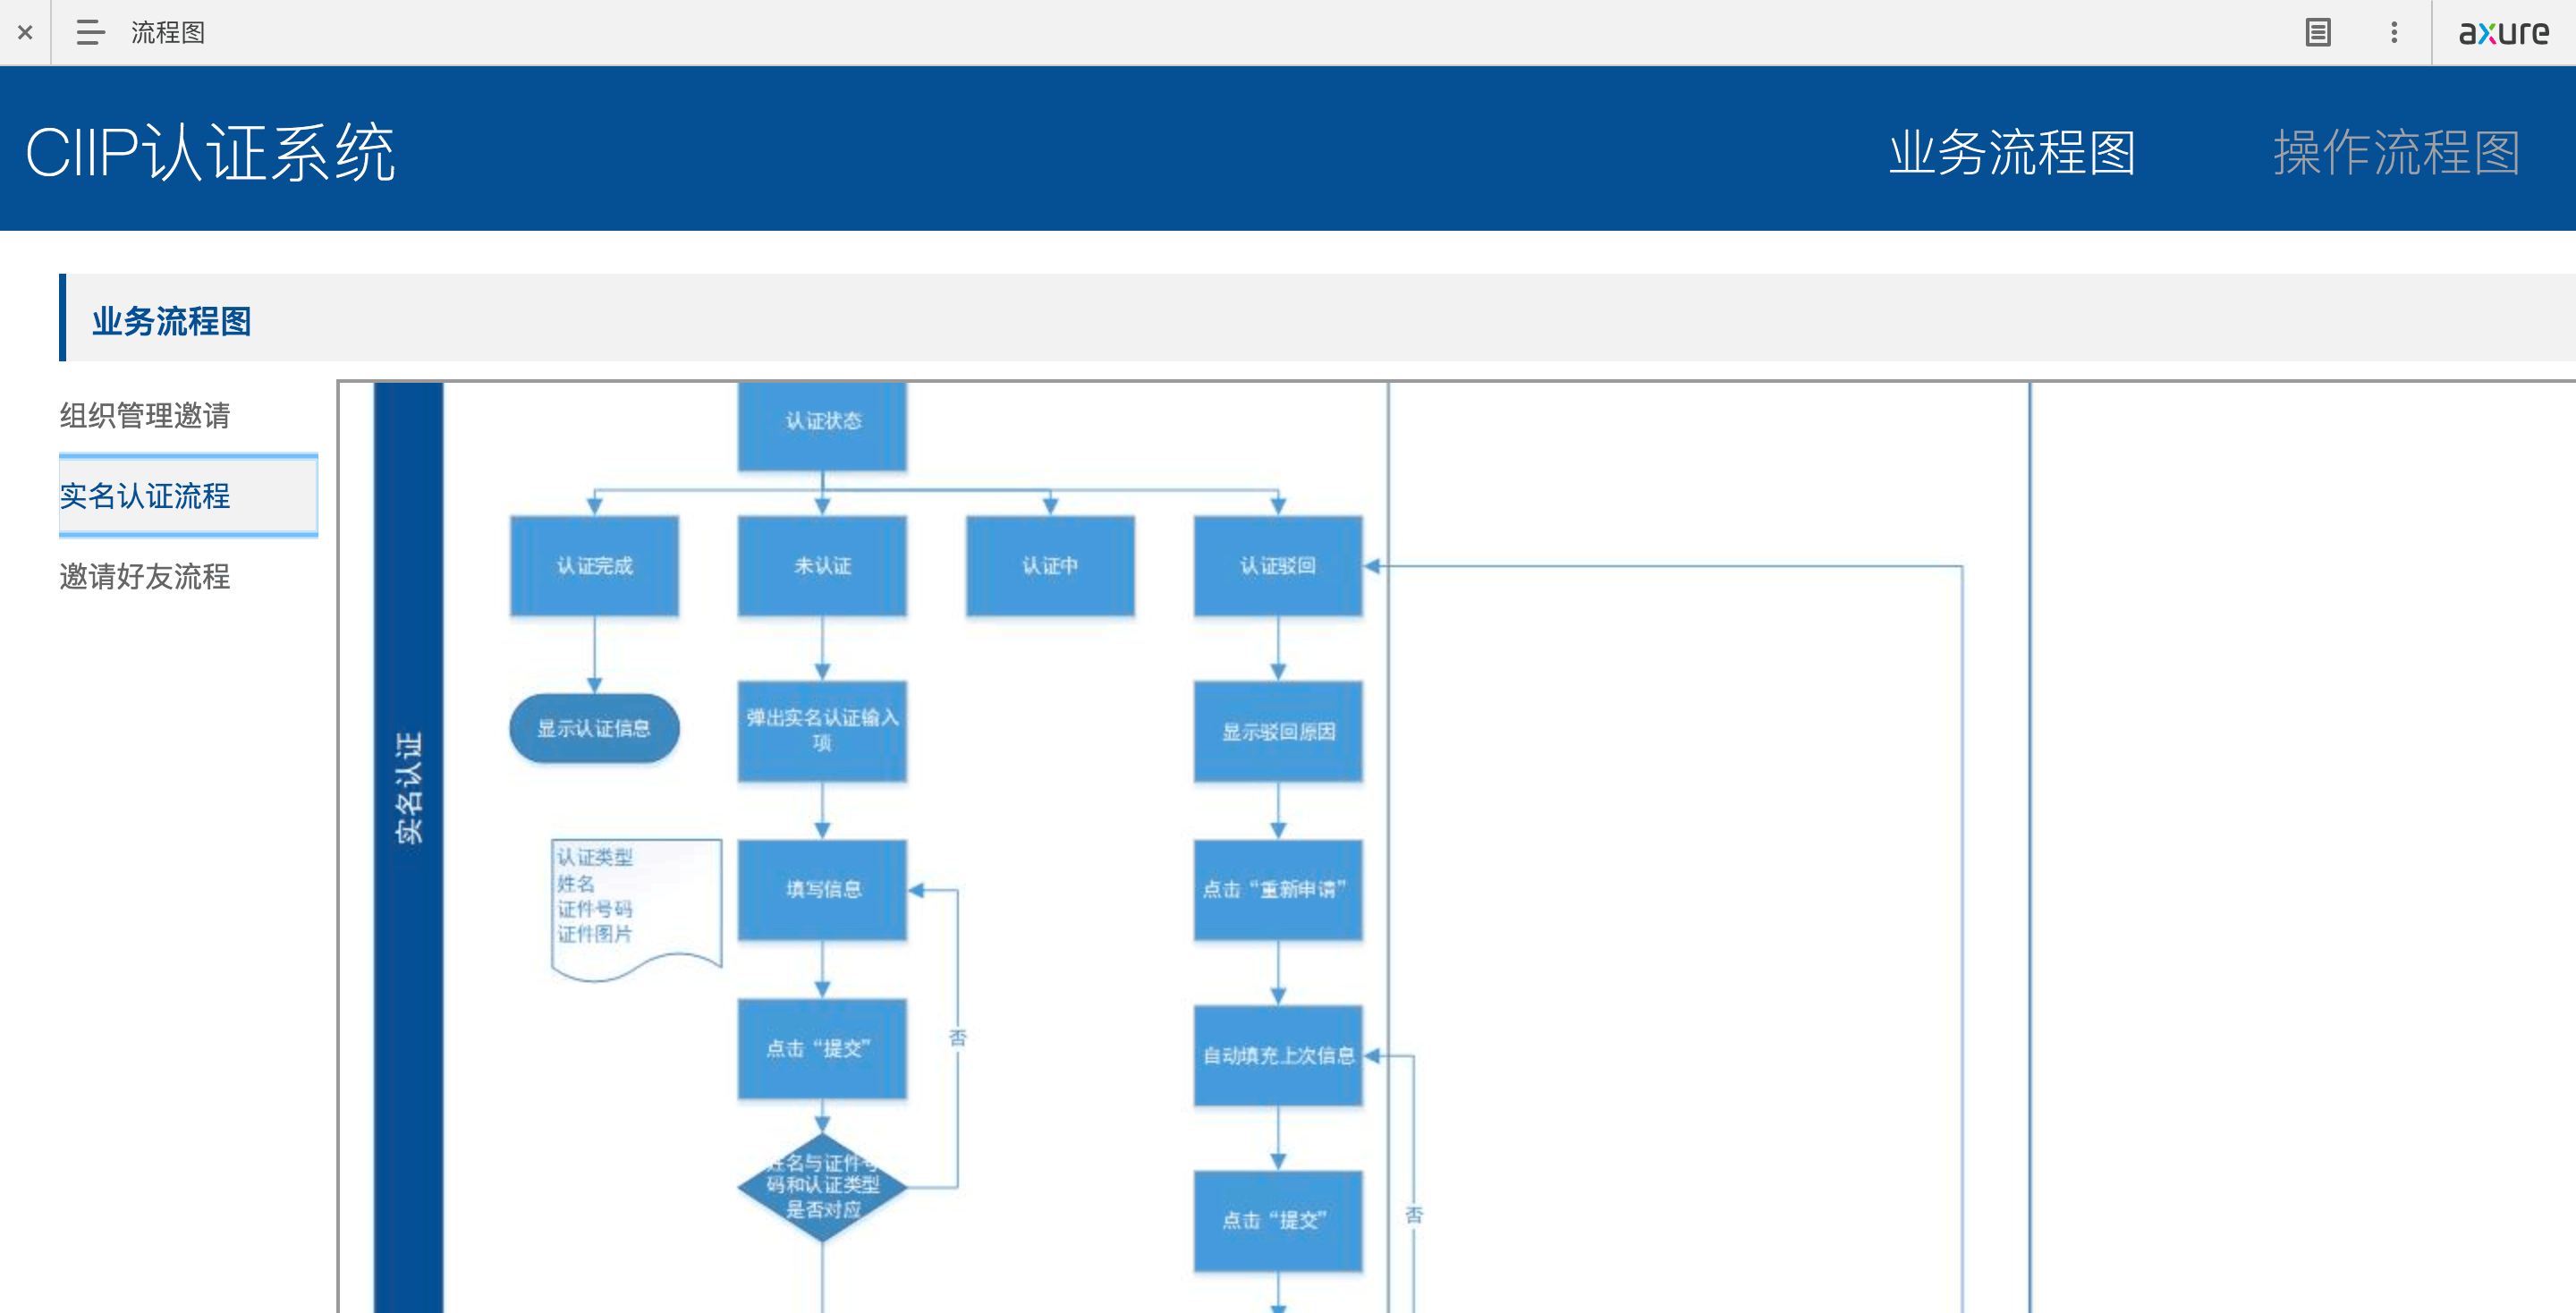 流程图
axure
CIIP认证系统
业务流程图
操作流程图
业务流程图
组织管理邀请
实名认证流程
邀请好友流程
实名认证
认证状态
认证完成
未认证
认证中
认证驳回
显示认证信息
弹出实名认证输入
项
显示驳回原因
认证类型
姓名
证件号码
证件图片
填写信息
点击“重新申请”
点击“提交”
否
自动填充上次信息
姓名与证件号
码和认证类型
是否对应
点击“提交”
否